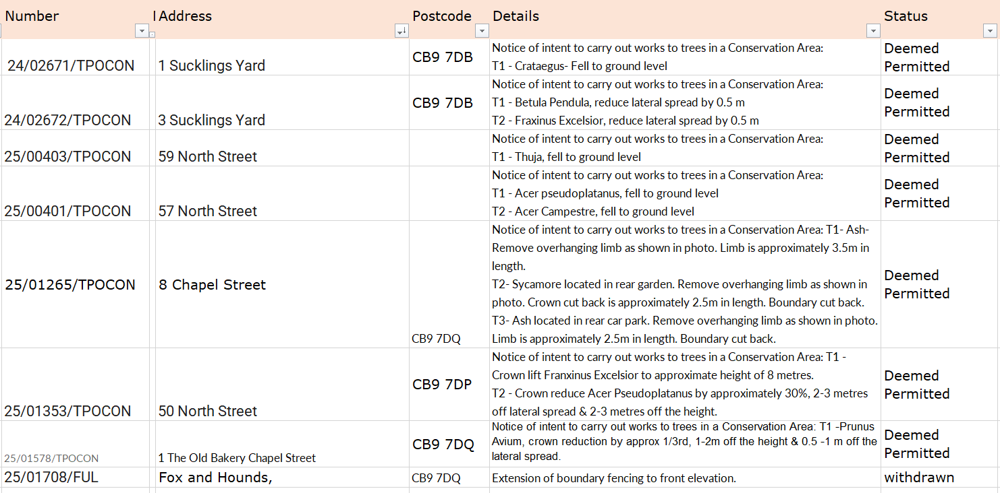 Number Address Postcode Details Status
24/02671/TPOCON 1 Sucklings Yard CB9 7DB Notice of intent to carry out works to trees in a Conservation Area:
T1 - Crataegus- Fell to ground level
Deemed
Permitted
24/02672/TPOCON 3 Sucklings Yard CB9 7DB Notice of intent to carry out works to trees in a Conservation Area:
T1 - Betula Pendula, reduce lateral spread by 0.5 m
T2 - Fraxinus Excelsior, reduce lateral spread by 0.5 m
Deemed
Permitted
25/00403/TPOCON 59 North Street Notice of intent to carry out works to trees in a Conservation Area:
T1 - Thuja, fell to ground level
Deemed
Permitted
25/00401/TPOCON 57 North Street Notice of intent to carry out works to trees in a Conservation Area:
T1 - Acer pseudoplatanus, fell to ground level
T2 - Acer Campestre, fell to ground level
Deemed
Permitted
25/01265/TPOCON 8 Chapel Street CB9 7DQ Notice of intent to carry out works to trees in a Conservation Area: T1- Ash-
Remove overhanging limb as shown in photo. Limb is approximately 3.5m in
length.
T2- Sycamore located in rear garden. Remove overhanging limb as shown in
photo. Crown cut back is approximately 2.5m in length. Boundary cut back.
T3- Ash located in rear car park. Remove overhanging limb as shown in photo.
Limb is approximately 2.5m in length. Boundary cut back.
Deemed
Permitted
25/01353/TPOCON 50 North Street CB9 7DP Notice of intent to carry out works to trees in a Conservation Area: T1 -
Crown lift Franxinus Excelsior to approximate height of 8 metres.
T2 - Crown reduce Acer Pseudoplatanus by approximately 30%, 2-3 metres
off lateral spread & 2-3 metres off the height.
Deemed
Permitted
25/01578/TPOCON 1 The Old Bakery Chapel Street CB9 7DQ Notice of intent to carry out works to trees in a Conservation Area: T1 -Prunus
Avium, crown reduction by approx 1/3rd, 1-2m off the height & 0.5 -1 m off the
lateral spread.
Deemed
Permitted
25/01708/FUL Fox and Hounds, CB9 7DQ Extension of boundary fencing to front elevation. withdrawn